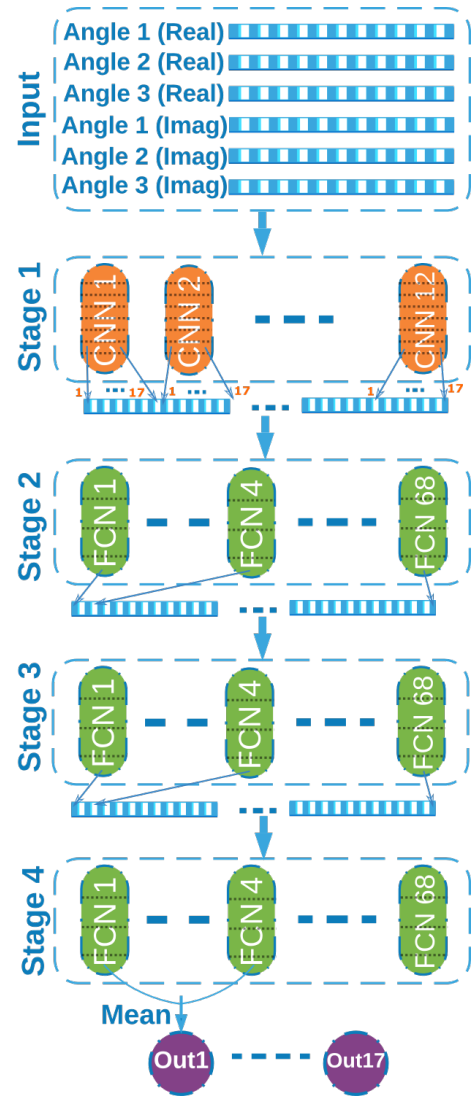 Input
Angle 1 (Real)
Angle 2 (Real)
Angle 3 (Real)
Angle 1 (Imag)
Angle 2 (Imag)
Angle 3 (Imag)
Stage 1
CNN 1
CNN 2
CNN 12
1
17
1
17
1
17
Stage 2
FCN 1
FCN 4
FCN 68
Stage 3
FCN 1
FCN 4
FCN 68
Stage 4
FCN 1
FCN 4
FCN 68
Mean
Out1
Out17